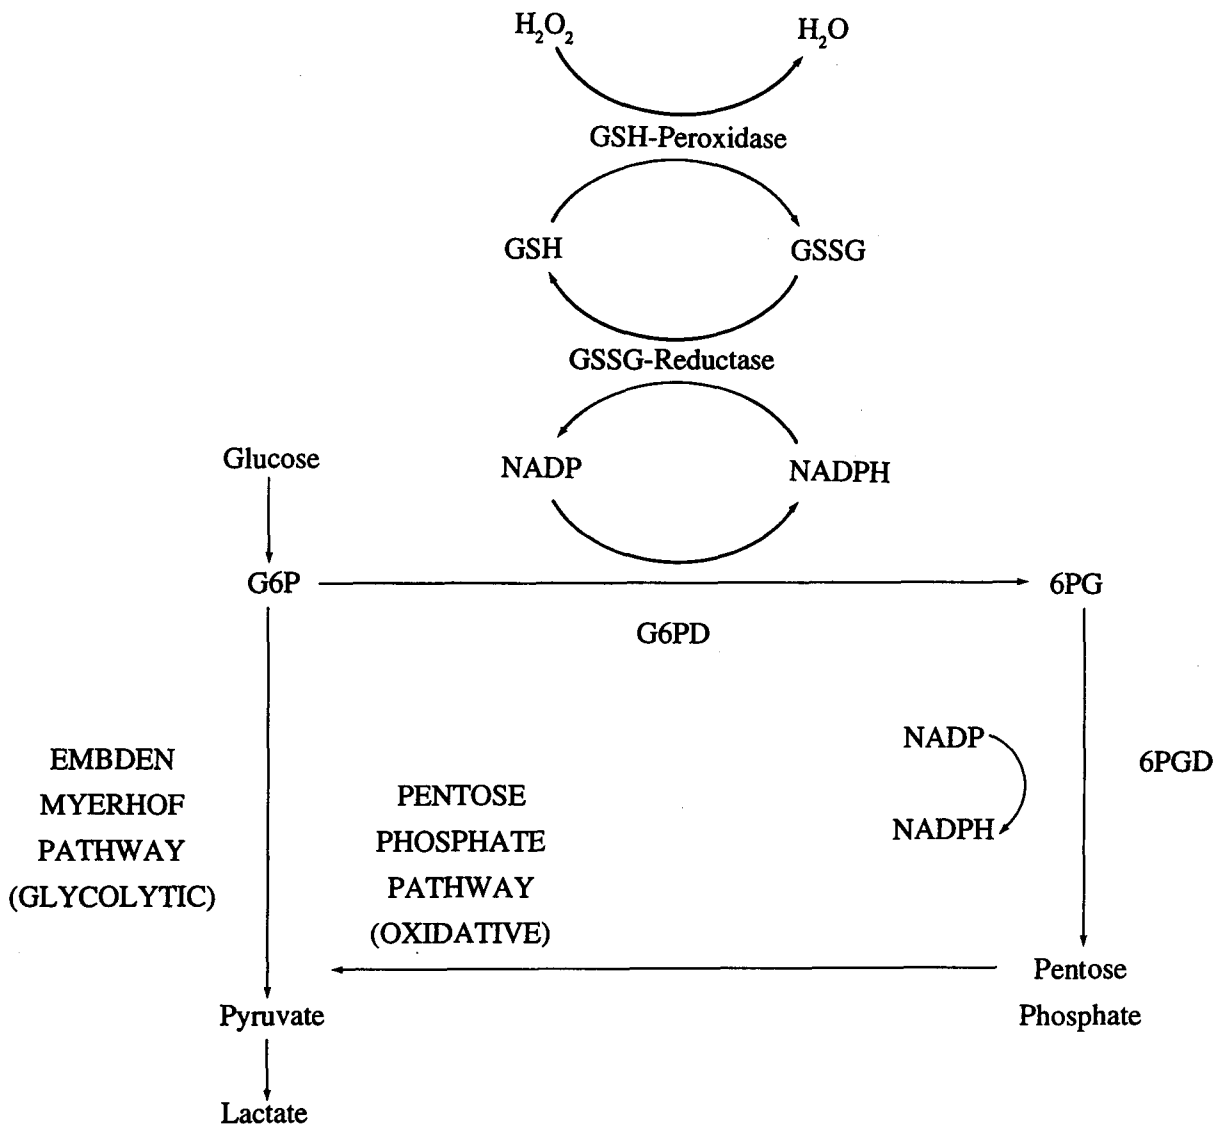 H₂O₂
H₂O
GSH-Peroxidase
GSH
GSSG
GSSG-Reductase
Glucose
NADP
NADPH
G6P
6PG
G6PD
EMBDEN
MYERHOF
PATHWAY
(GLYCOLYTIC)
PENTOSE
PHOSPHATE
PATHWAY
(OXIDATIVE)
NADP
NADPH
6PGD
Pentose
Phosphate
Pyruvate
Lactate